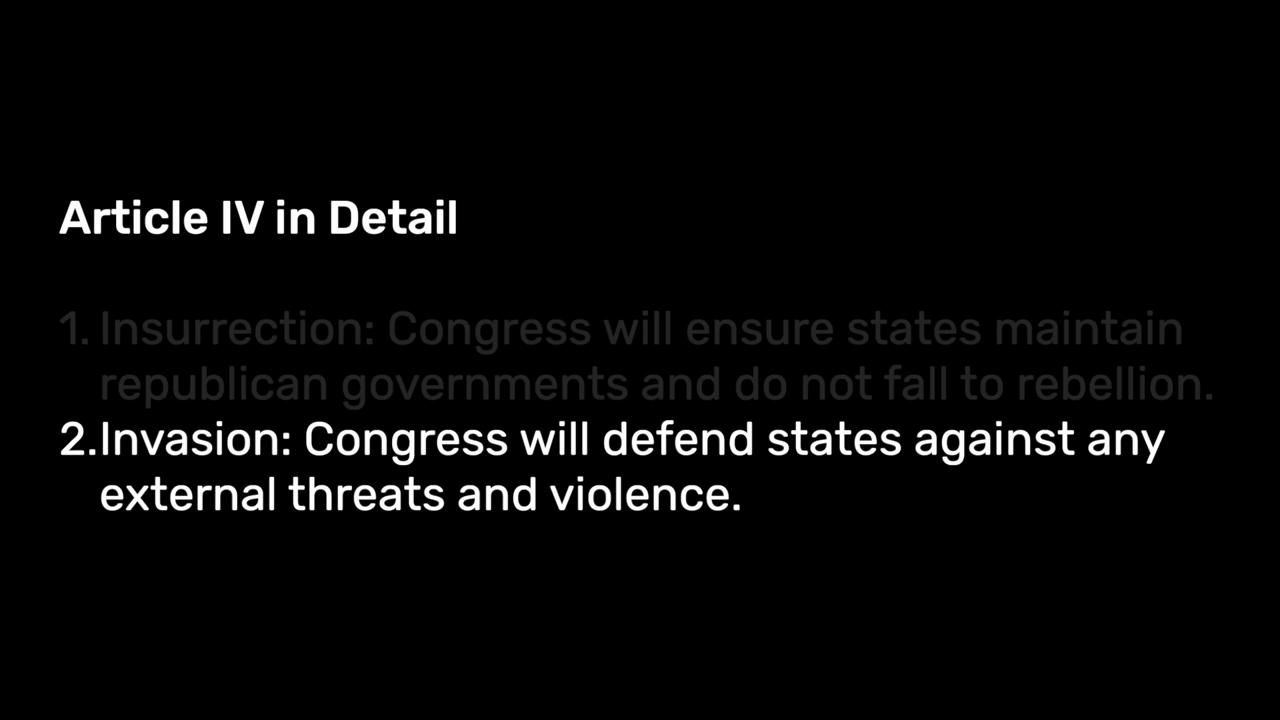 Article IV in Detail
1. Insurrection: Congress will ensure states maintain
republican governments and do not fall to rebellion.
2.Invasion: Congress will defend states against any
external threats and violence.